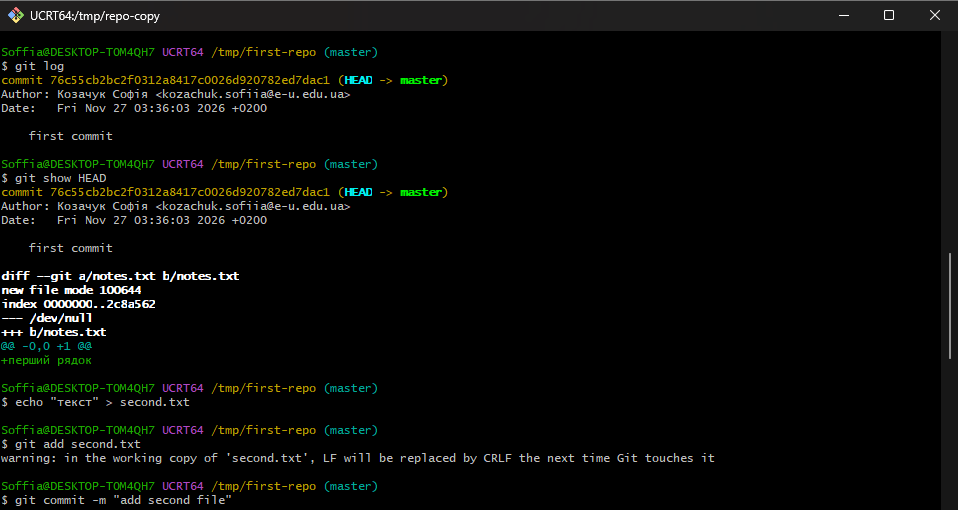 UCRT64:/tmp/repo-copy
Soffia@DESKTOP-TOM4QH7 UCRT64 /tmp/first-repo (master)
$ git log
commit 76c55cb2bc2f0312a8417c0026d920782ed7dac1 (HEAD -> master)
Author: Козачук Софія <kozachuk.sofiia@e-u.edu.ua>
Date:   Fri Nov 27 03:36:03 2026 +0200
first commit
Soffia@DESKTOP-TOM4QH7 UCRT64 /tmp/first-repo (master)
$ git show HEAD
commit 76c55cb2bc2f0312a8417c0026d920782ed7dac1 (HEAD -> master)
Author: Козачук Софія <kozachuk.sofiia@e-u.edu.ua>
Date:   Fri Nov 27 03:36:03 2026 +0200
first commit
diff --git a/notes.txt b/notes.txt
new file mode 100644
index 0000000..2c8a562
--- /dev/null
+++ b/notes.txt
@@ -0,0 +1 @@
+перший рядок
Soffia@DESKTOP-TOM4QH7 UCRT64 /tmp/first-repo (master)
$ echo "текст" > second.txt
Soffia@DESKTOP-TOM4QH7 UCRT64 /tmp/first-repo (master)
$ git add second.txt
warning: in the working copy of 'second.txt', LF will be replaced by CRLF the next time Git touches it
Soffia@DESKTOP-TOM4QH7 UCRT64 /tmp/first-repo (master)
$ git commit -m "add second file"